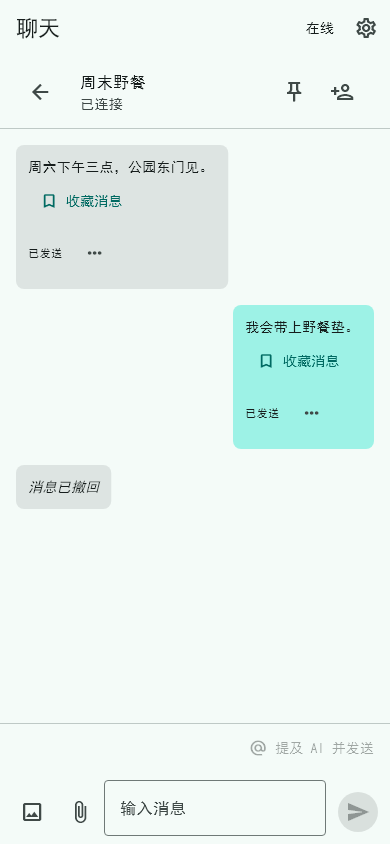 聊天
在线
周末野餐
已连接
周六下午三点，公园东门见。
收藏消息
已发送
我会带上野餐垫。
收藏消息
已发送
消息已撤回
提及 AI 并发送
输入消息